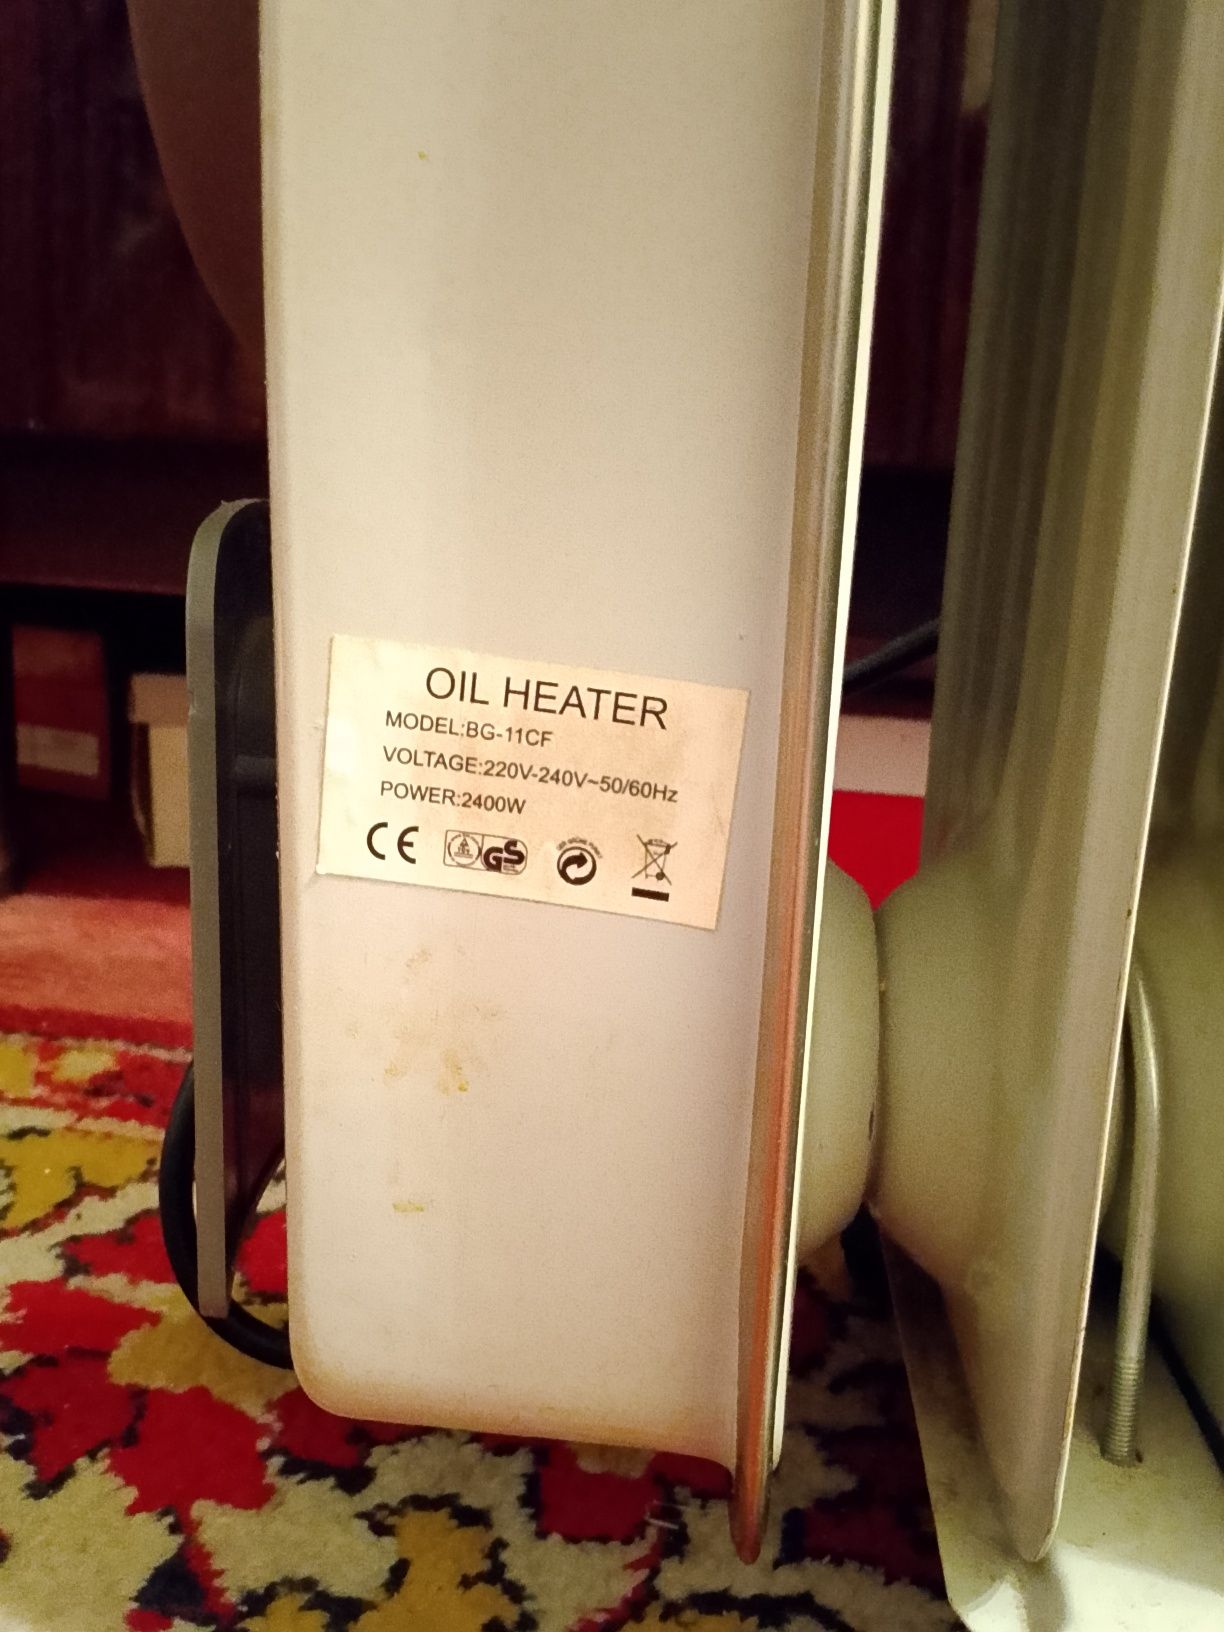 OIL HEATER
MODEL:BG-11CF
VOLTAGE:220V-240V~50/60Hz
POWER:2400W
CE GS